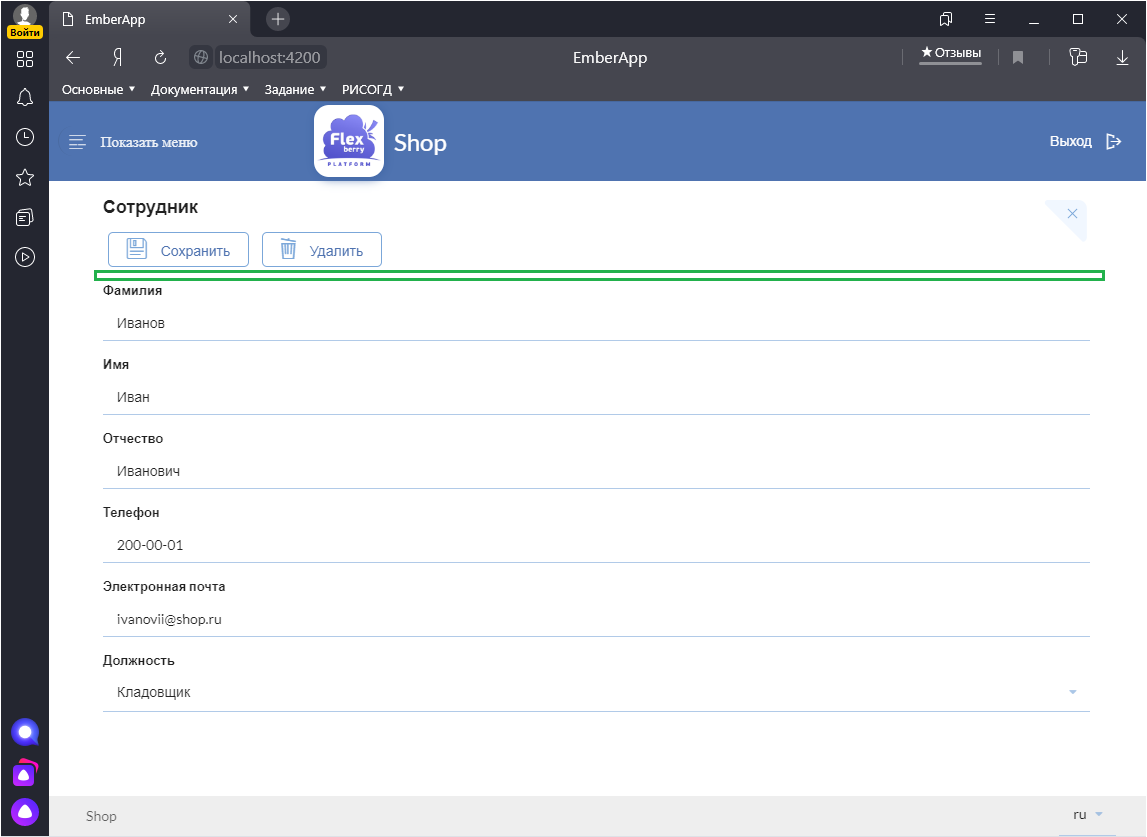 EmberApp
Войти
localhost:4200
EmberApp
Отзывы
Основные
Документация
Задание
РИСОГД
Показать меню
Flex
berry
PLATFORM
Shop
Выход
Сотрудник
Сохранить
Удалить
Фамилия
Иванов
Имя
Иван
Отчество
Иванович
Телефон
200-00-01
Электронная почта
ivanovii@shop.ru
Должность
Кладовщик
Shop
ru